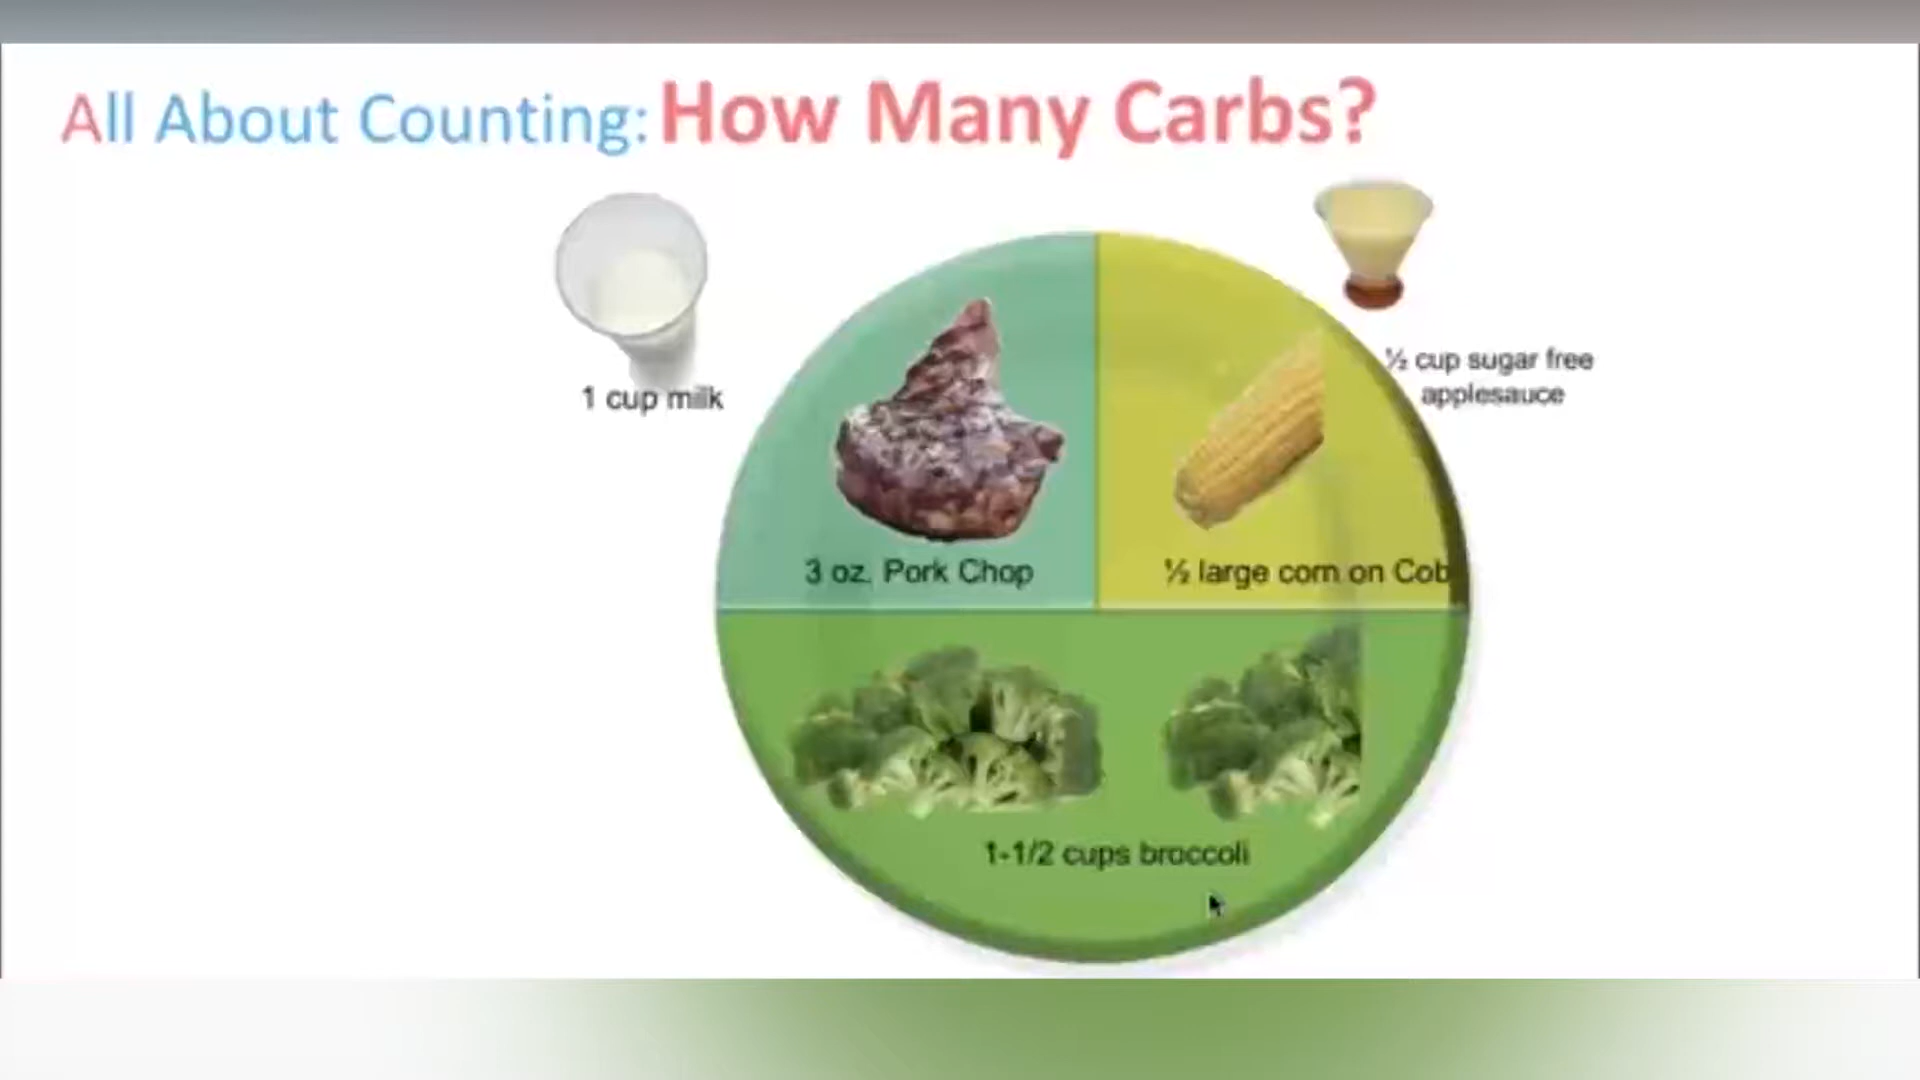 All About Counting: How Many Carbs?
1 cup milk
½ cup sugar free
applesauce
3 oz. Pork Chop
½ large corn on Cob
1-1/2 cups broccoli